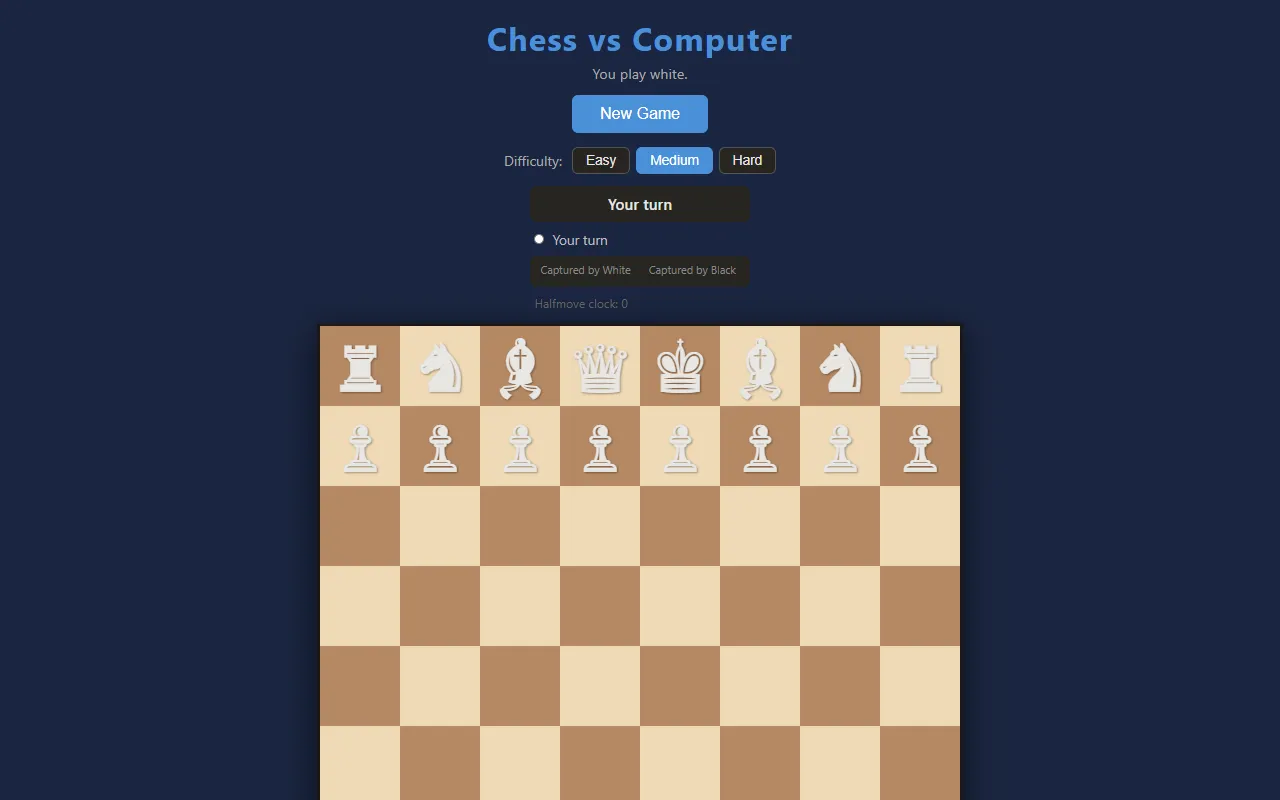 Chess vs Computer
You play white.
New Game
Difficulty: Easy Medium Hard
Your turn
Your turn
Captured by White Captured by Black
Halfmove clock: 0